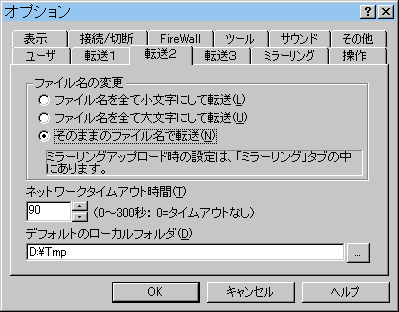 オプション
表示 接続/切断 FireWall ツール サウンド その他
ユーザ 転送1 転送2 転送3 ミラーリング 操作
ファイル名の変更
ファイル名を全て小文字にして転送(L)
ファイル名を全て大文字にして転送(U)
そのままのファイル名で転送(N)
ミラーリングアップロード時の設定は、「ミラーリング」タブの中
にあります。
ネットワークタイムアウト時間(T)
90 (0～300秒: 0=タイムアウトなし)
デフォルトのローカルフォルダ(D)
D:¥Tmp ...
OK キャンセル ヘルプ